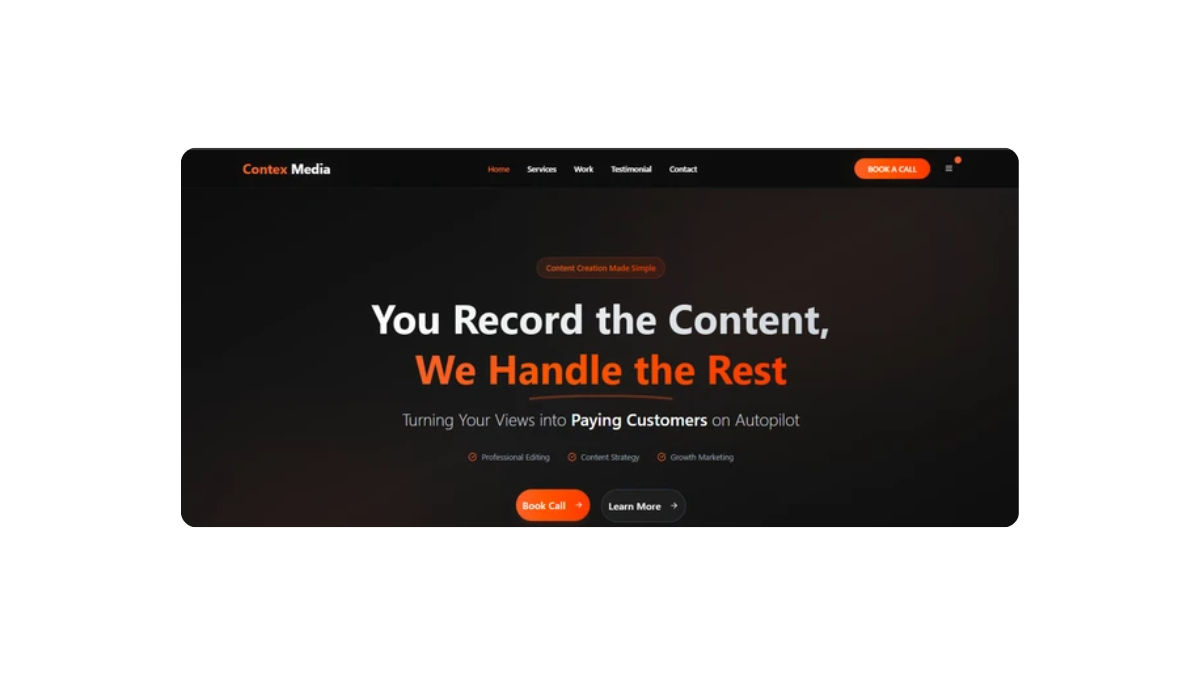 Contex Media Home Services Work Testimonial Contact BOOK A CALL
Content Creation Made Simple
You Record the Content,
We Handle the Rest
Turning Your Views into Paying Customers on Autopilot
Professional Editing Content Strategy Growth Marketing
Book Call → Learn More →